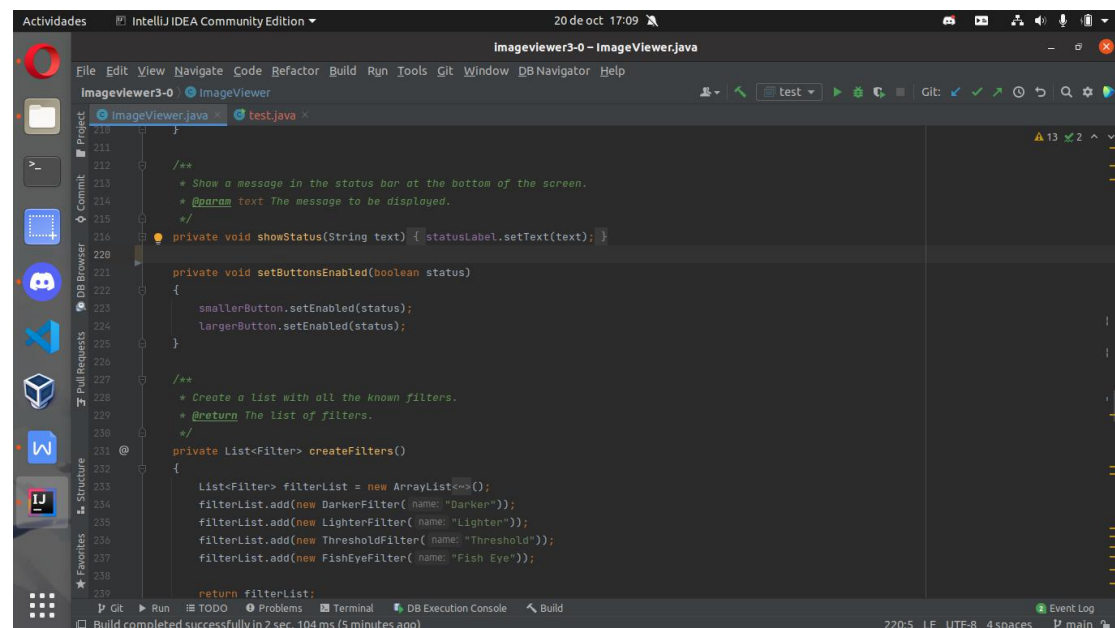 Actividades IntelliJ IDEA Community Edition 20 de oct 17:09
imageviewer3-0 – ImageViewer.java
File Edit View Navigate Code Refactor Build Run Tools Git Window DB Navigator Help
imageviewer3-0 ImageViewer test Git:
ImageViewer.java test.java
Project
Commit
DB Browser
Pull Requests
Structure
Favorites
210 }
13 2
211
212 /**
213 * Show a message in the status bar at the bottom of the screen.
214 * @param text The message to be displayed.
215 */
216 private void showStatus(String text) { statusLabel.setText(text); }
220
221 private void setButtonsEnabled(boolean status)
222 {
223 smallerButton.setEnabled(status);
224 largerButton.setEnabled(status);
225 }
226
227 /**
228 * Create a list with all the known filters.
229 * @return The list of filters.
230 */
231 @ private List<Filter> createFilters()
232 {
233 List<Filter> filterList = new ArrayList<~>();
234 filterList.add(new DarkerFilter( name: "Darker"));
235 filterList.add(new LighterFilter( name: "Lighter"));
236 filterList.add(new ThresholdFilter( name: "Threshold"));
237 filterList.add(new FishEyeFilter( name: "Fish Eye"));
238
239 return filterList;
Git Run TODO Problems Terminal DB Execution Console Build 2 Event Log
Build completed successfully in 2 sec, 104 ms (5 minutes ago) 220:5 LF UTF-8 4 spaces main